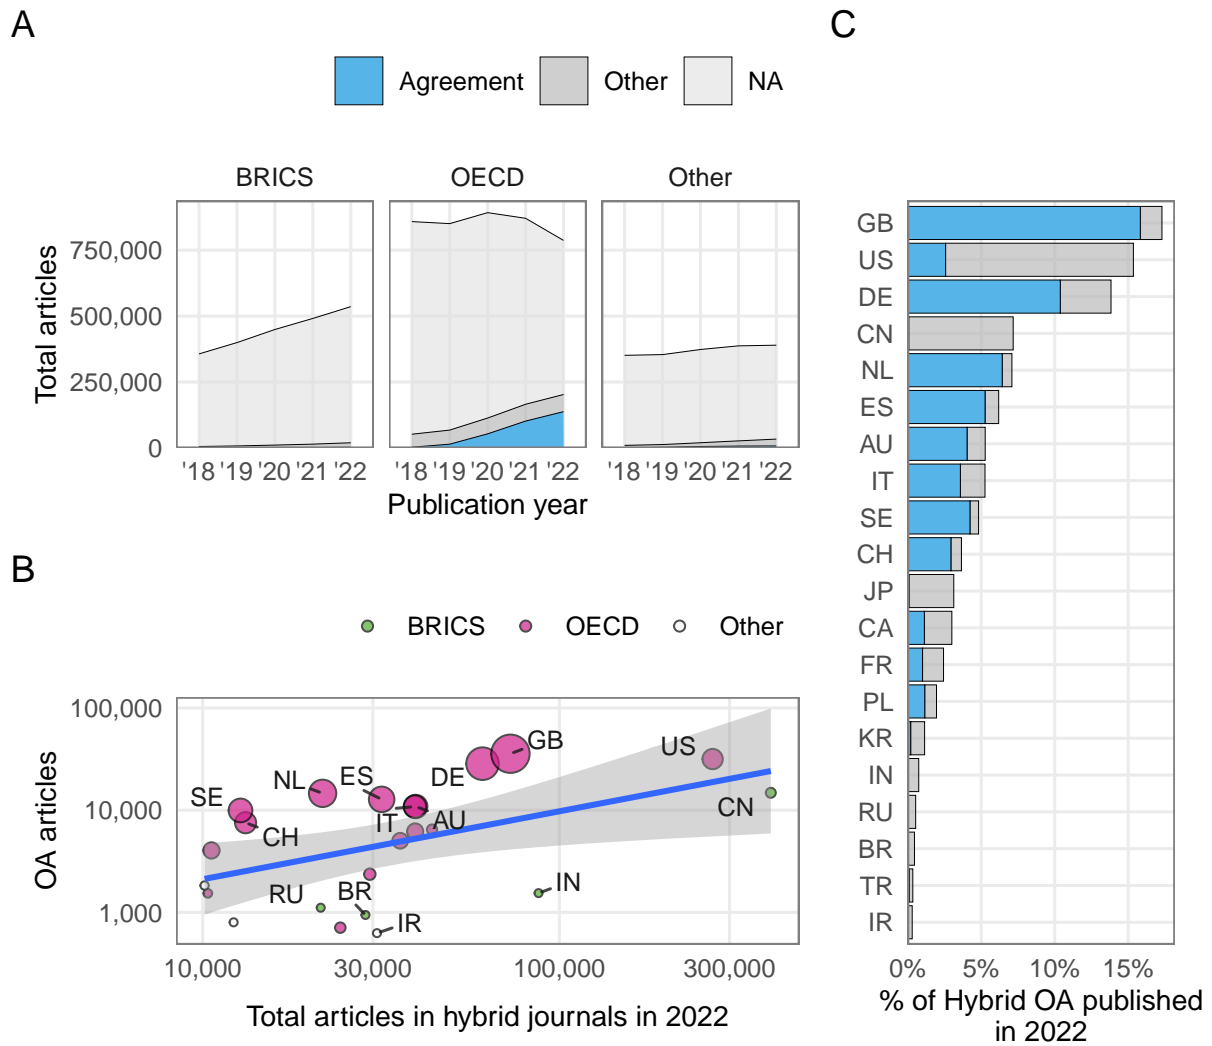 A
Agreement Other NA
BRICS OECD Other
Total articles
750,000
500,000
250,000
0
'18 '19 '20 '21 '22 '18 '19 '20 '21 '22 '18 '19 '20 '21 '22
Publication year
B
BRICS OECD Other
OA articles
100,000
10,000
1,000
GB
US
DE
ES
NL
SE
CN
IT
AU
CH
RU
BR
IN
IR
10,000 30,000 100,000 300,000
Total articles in hybrid journals in 2022
C
GB
US
DE
CN
NL
ES
AU
IT
SE
CH
JP
CA
FR
PL
KR
IN
RU
BR
TR
IR
0% 5% 10% 15%
% of Hybrid OA published
in 2022